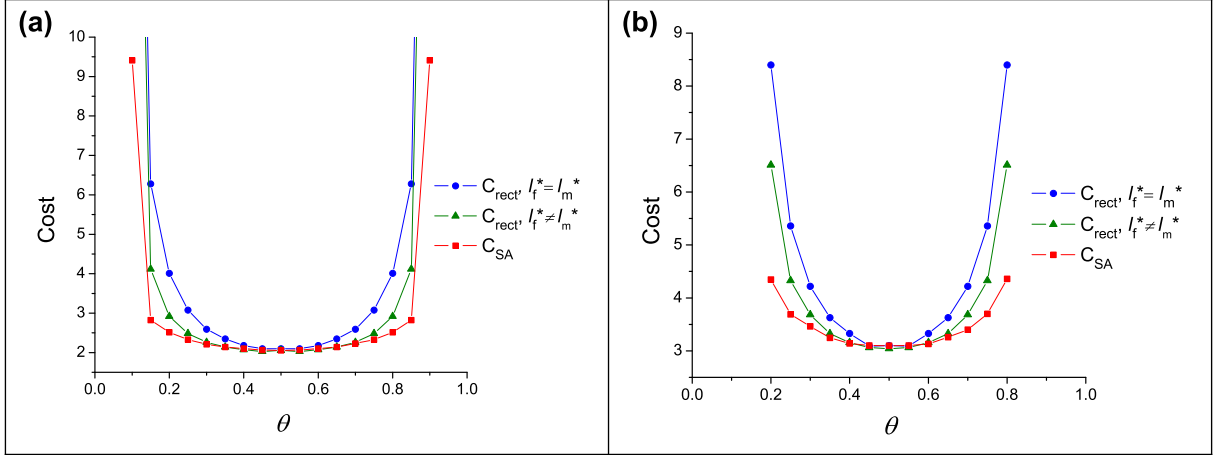 (a)
10
9
8
7
6
5
4
3
2
Cost
0.0 0.2 0.4 0.6 0.8 1.0
θ
C_rect, l_f* = l_m*
C_rect, l_f* ≠ l_m*
C_SA
(b)
9
8
7
6
5
4
3
Cost
0.0 0.2 0.4 0.6 0.8 1.0
θ
C_rect, l_f* = l_m*
C_rect, l_f* ≠ l_m*
C_SA